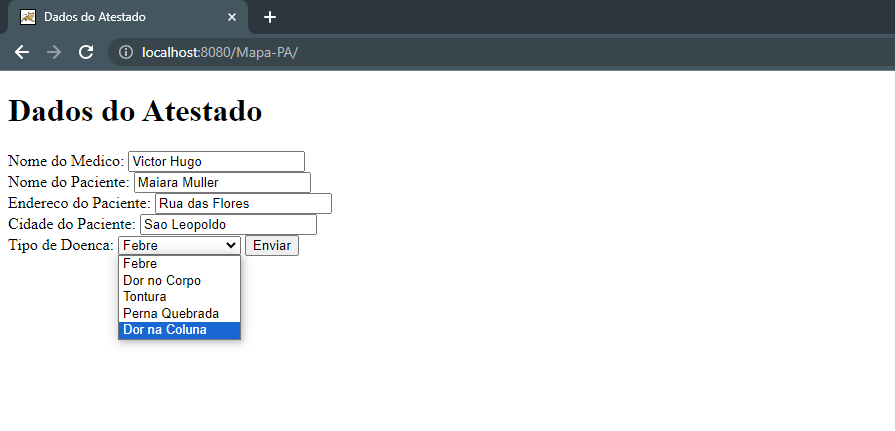 Dados do Atestado
localhost:8080/Mapa-PA/
Dados do Atestado
Nome do Medico: Victor Hugo
Nome do Paciente: Maiara Muller
Endereco do Paciente: Rua das Flores
Cidade do Paciente: Sao Leopoldo
Tipo de Doenca: Febre Enviar
Febre
Dor no Corpo
Tontura
Perna Quebrada
Dor na Coluna